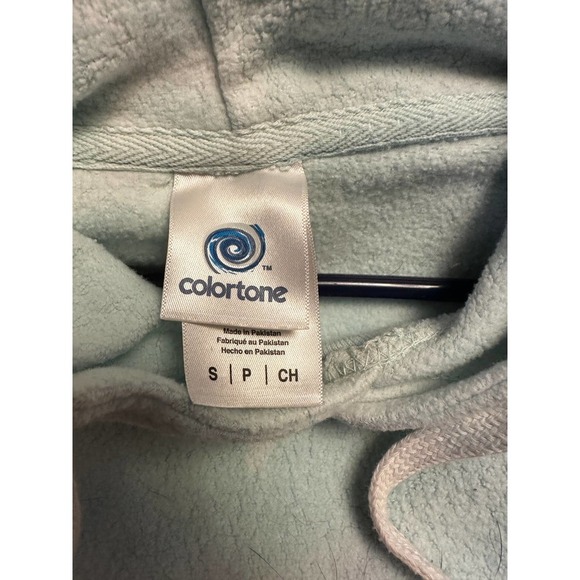 TM
colortone
Made in Pakistan
Fabriqué au Pakistan
Hecho en Pakistan
S | P | CH